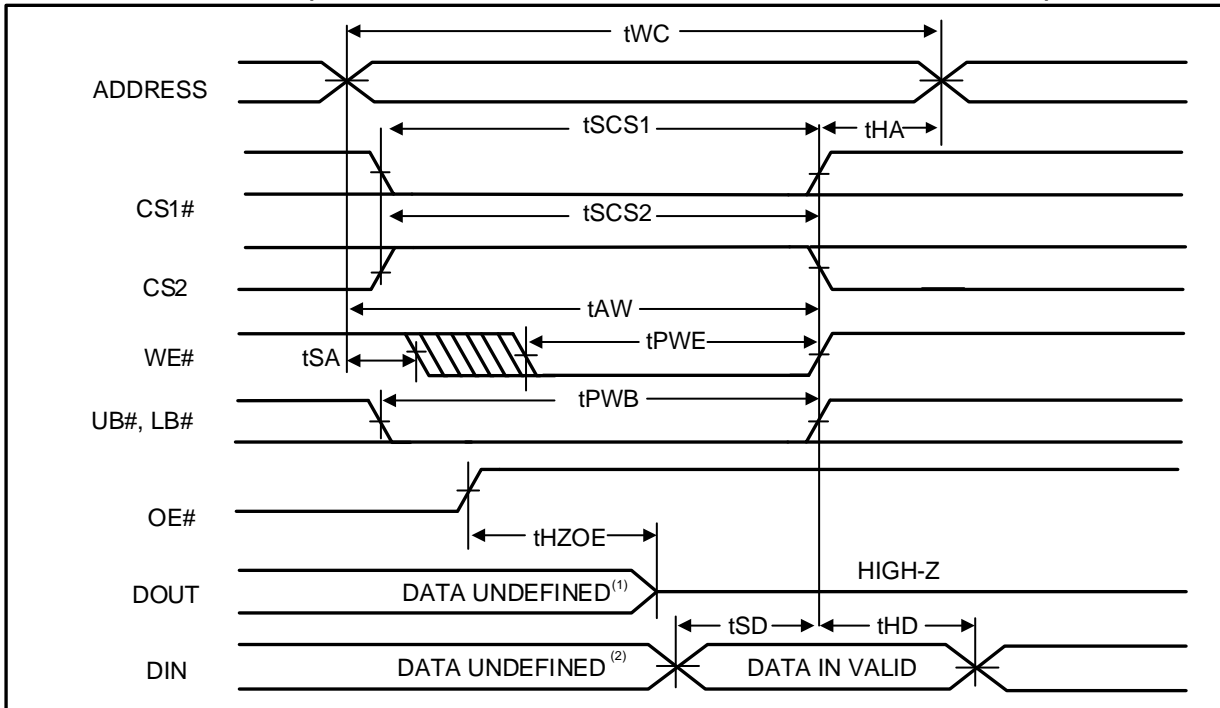 tWC
ADDRESS
tSCS1
tHA
CS1#
tSCS2
CS2
tAW
WE#
tSA
tPWE
UB#, LB#
tPWB
OE#
tHZOE
DOUT
DATA UNDEFINED(1)
HIGH-Z
tSD
tHD
DIN
DATA UNDEFINED (2)
DATA IN VALID